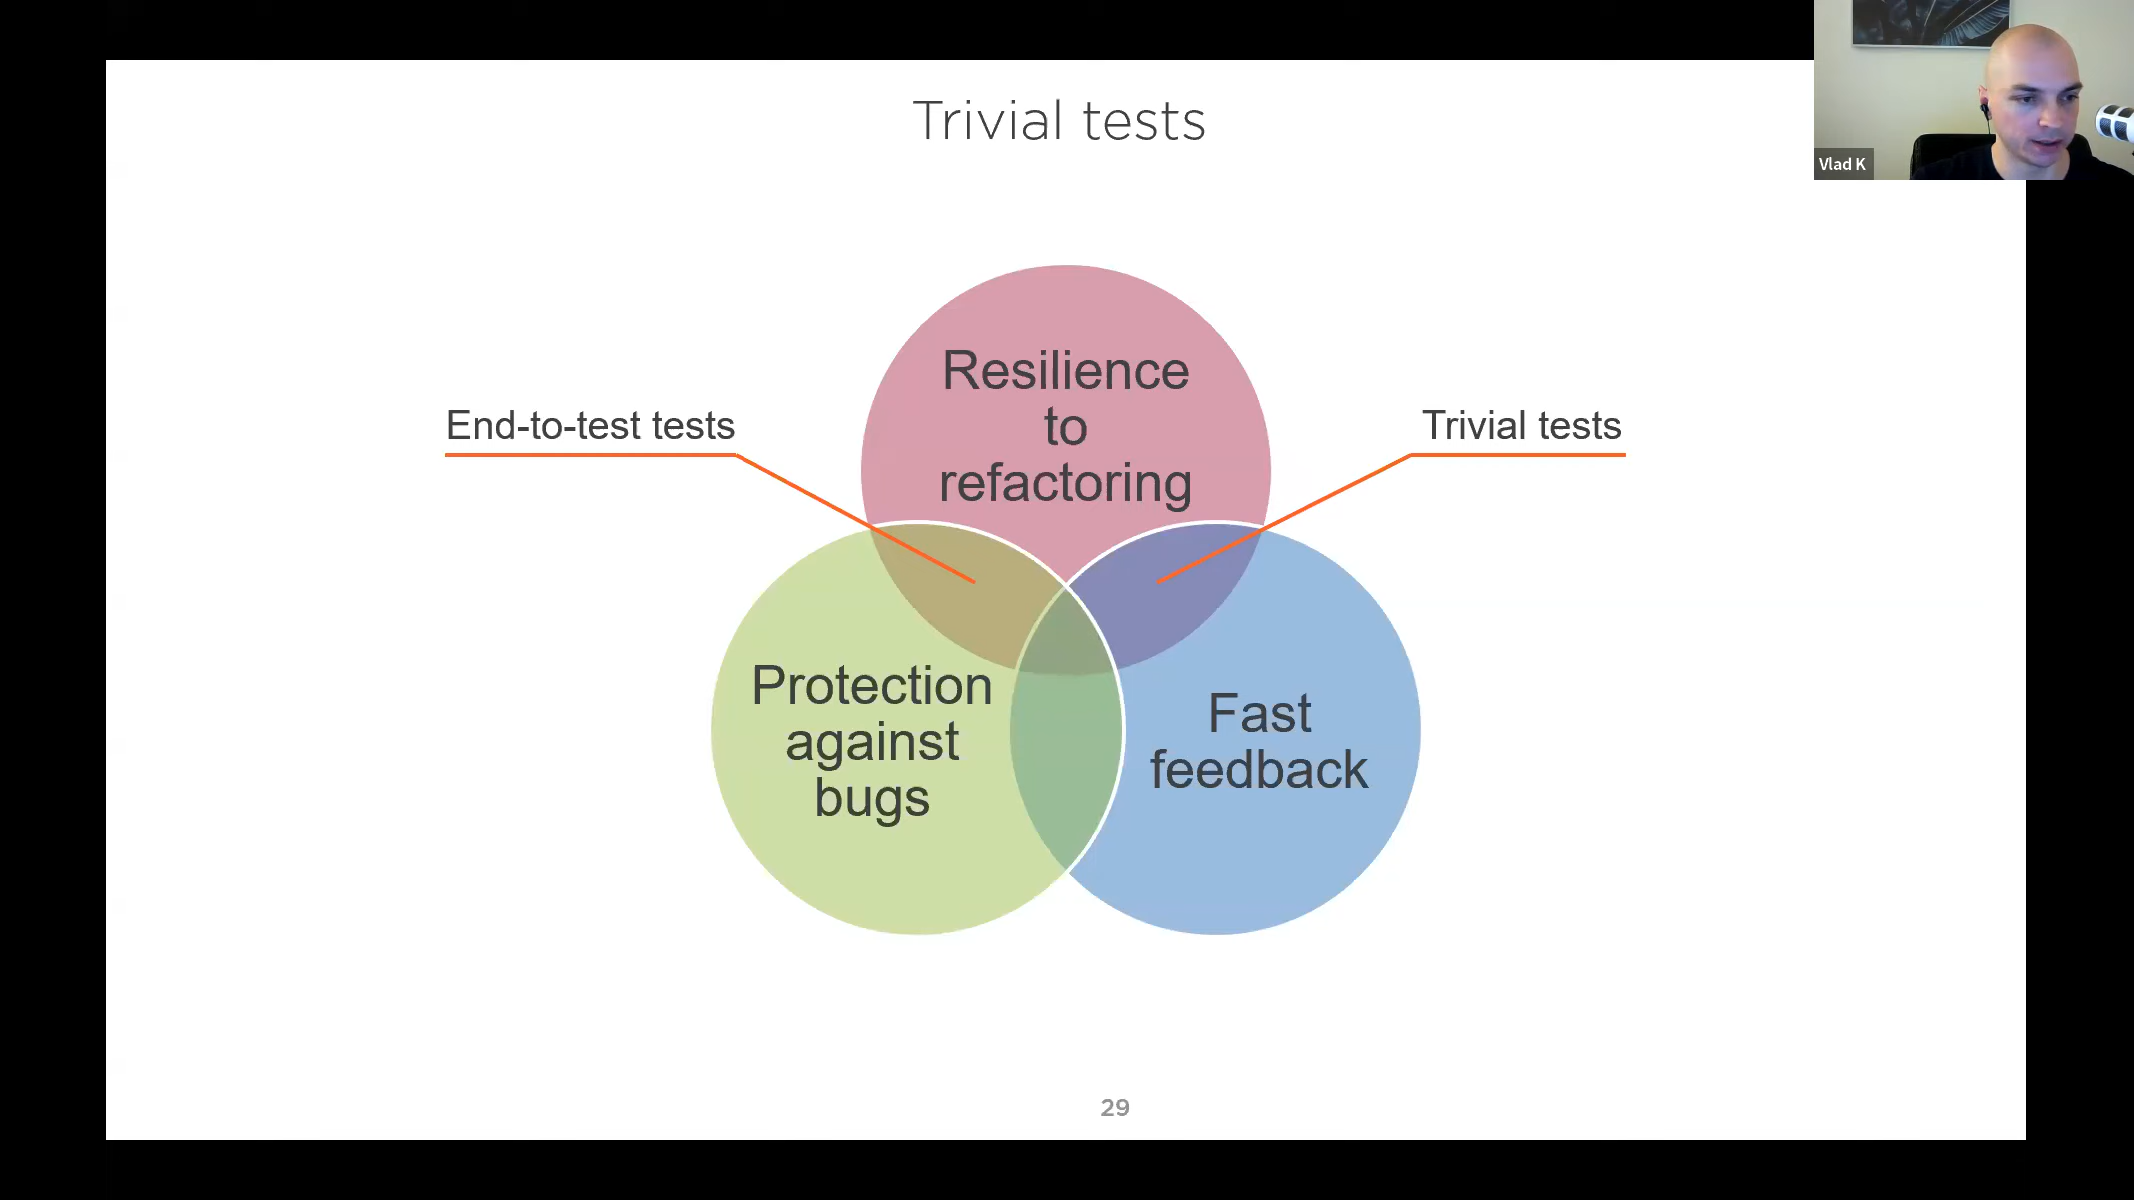 Trivial tests
Vlad K
Resilience
to
refactoring
End-to-test tests
Trivial tests
Protection
against
bugs
Fast
feedback
29